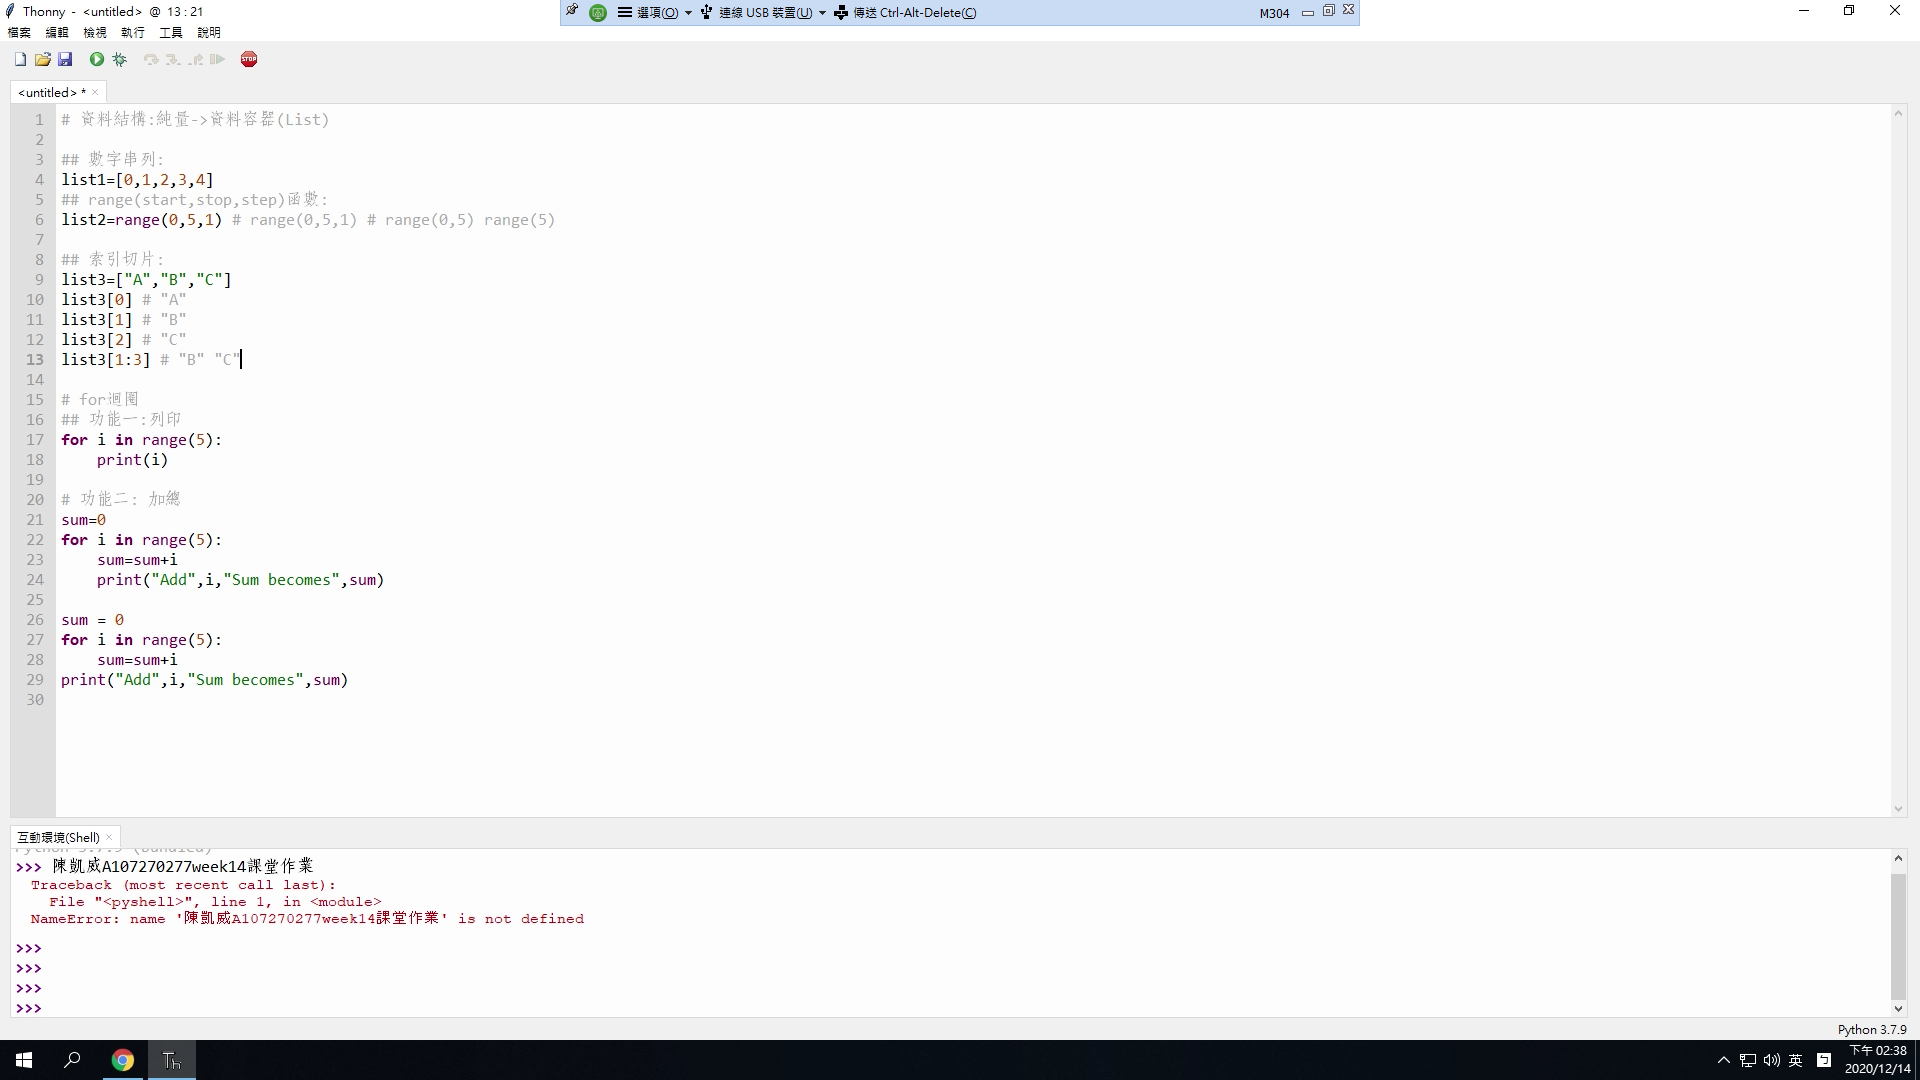 Thonny - <untitled> @ 13 : 21
選項(O) 連線 USB 裝置(U) 傳送 Ctrl-Alt-Delete(C) M304
檔案 編輯 檢視 執行 工具 說明
STOP
<untitled> *
1 # 資料結構:純量->資料容器(List)
2
3 ## 數字串列:
4 list1=[0,1,2,3,4]
5 ## range(start,stop,step)函數:
6 list2=range(0,5,1) # range(0,5,1) # range(0,5) range(5)
7
8 ## 索引切片:
9 list3=["A","B","C"]
10 list3[0] # "A"
11 list3[1] # "B"
12 list3[2] # "C"
13 list3[1:3] # "B" "C"
14
15 # for迴圈
16 ## 功能一:列印
17 for i in range(5):
18     print(i)
19
20 # 功能二: 加總
21 sum=0
22 for i in range(5):
23     sum=sum+i
24     print("Add",i,"Sum becomes",sum)
25
26 sum = 0
27 for i in range(5):
28     sum=sum+i
29 print("Add",i,"Sum becomes",sum)
30
互動環境(Shell)
Python 3.7.9 (bundled)
>>> 陳凱威A107270277week14課堂作業
Traceback (most recent call last):
  File "<pyshell>", line 1, in <module>
NameError: name '陳凱威A107270277week14課堂作業' is not defined
>>>
>>>
>>>
>>>
Python 3.7.9
Th 英 下午 02:38
2020/12/14